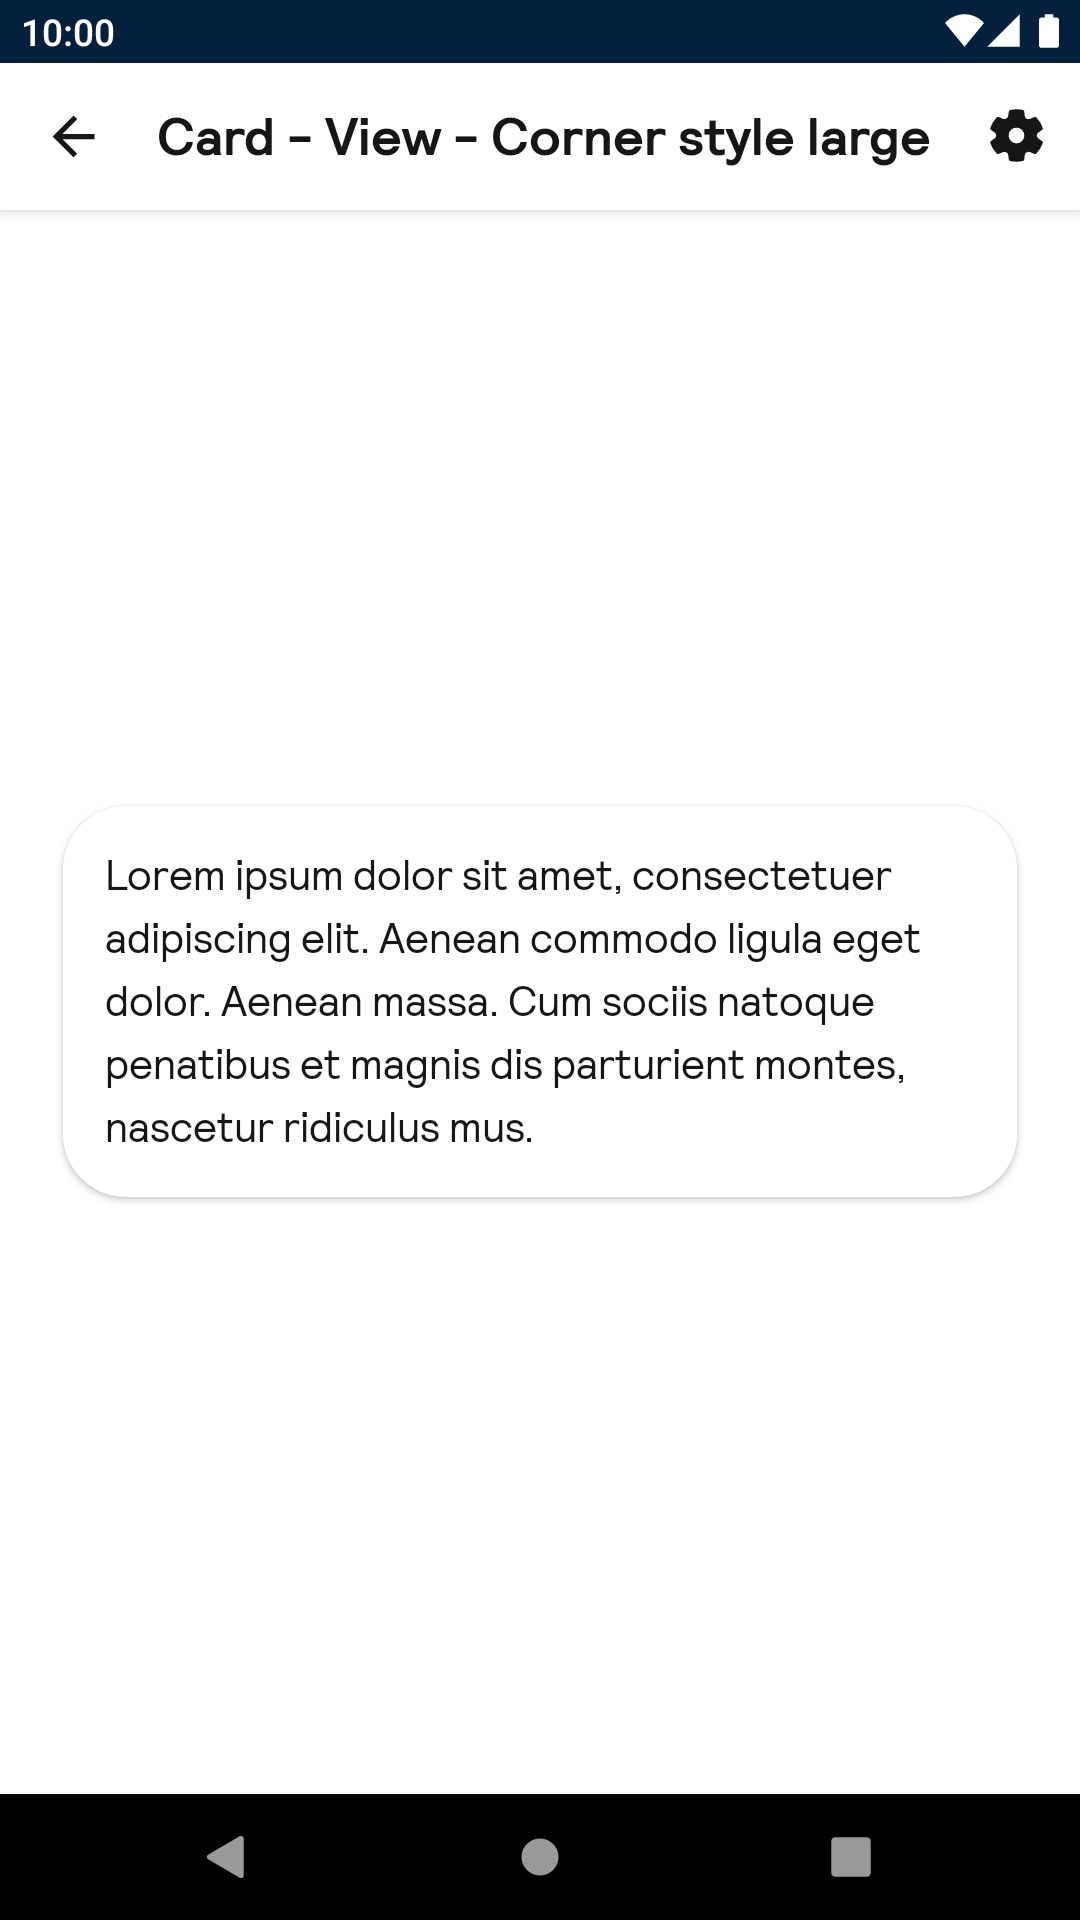 10:00
Card - View - Corner style large
Lorem ipsum dolor sit amet, consectetuer
adipiscing elit. Aenean commodo ligula eget
dolor. Aenean massa. Cum sociis natoque
penatibus et magnis dis parturient montes,
nascetur ridiculus mus.